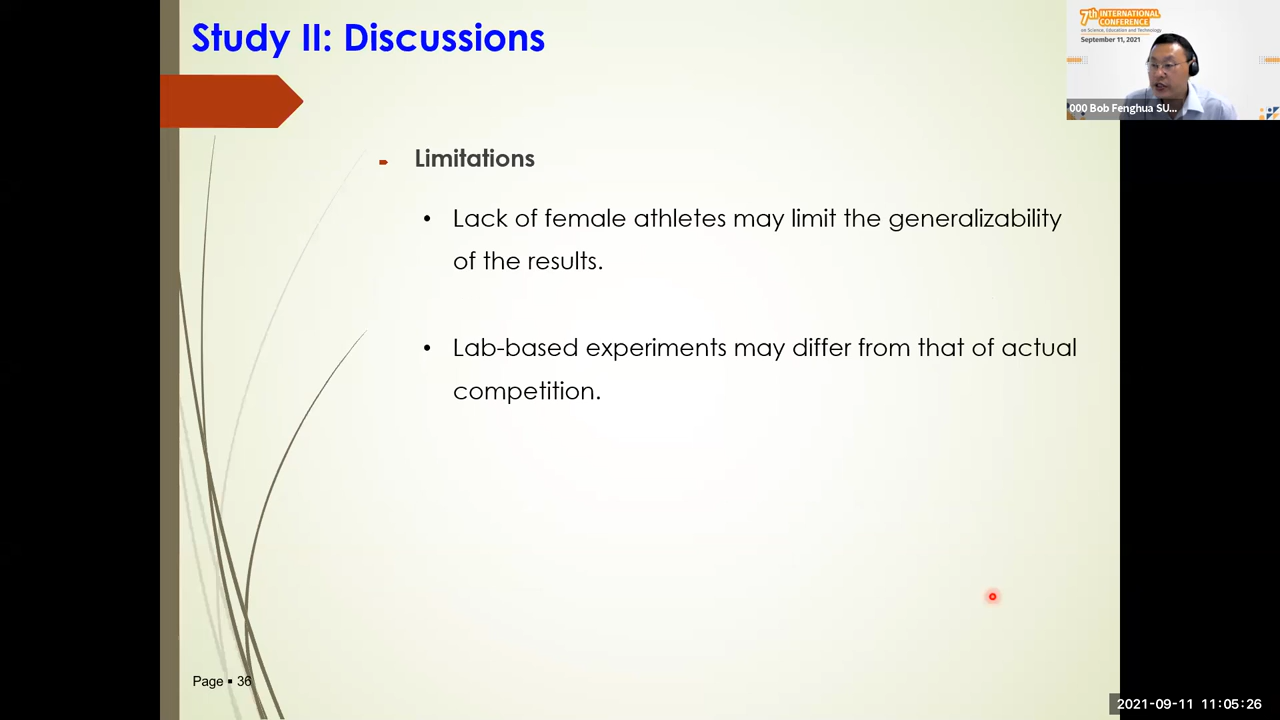 Study II: Discussions
7th INTERNATIONAL
CONFERENCE
on Science, Education and Technology
September 11, 2021
000 Bob Fenghua SU...
Limitations
• Lack of female athletes may limit the generalizability
of the results.
• Lab-based experiments may differ from that of actual
competition.
Page ▪ 36
2021-09-11 11:05:26